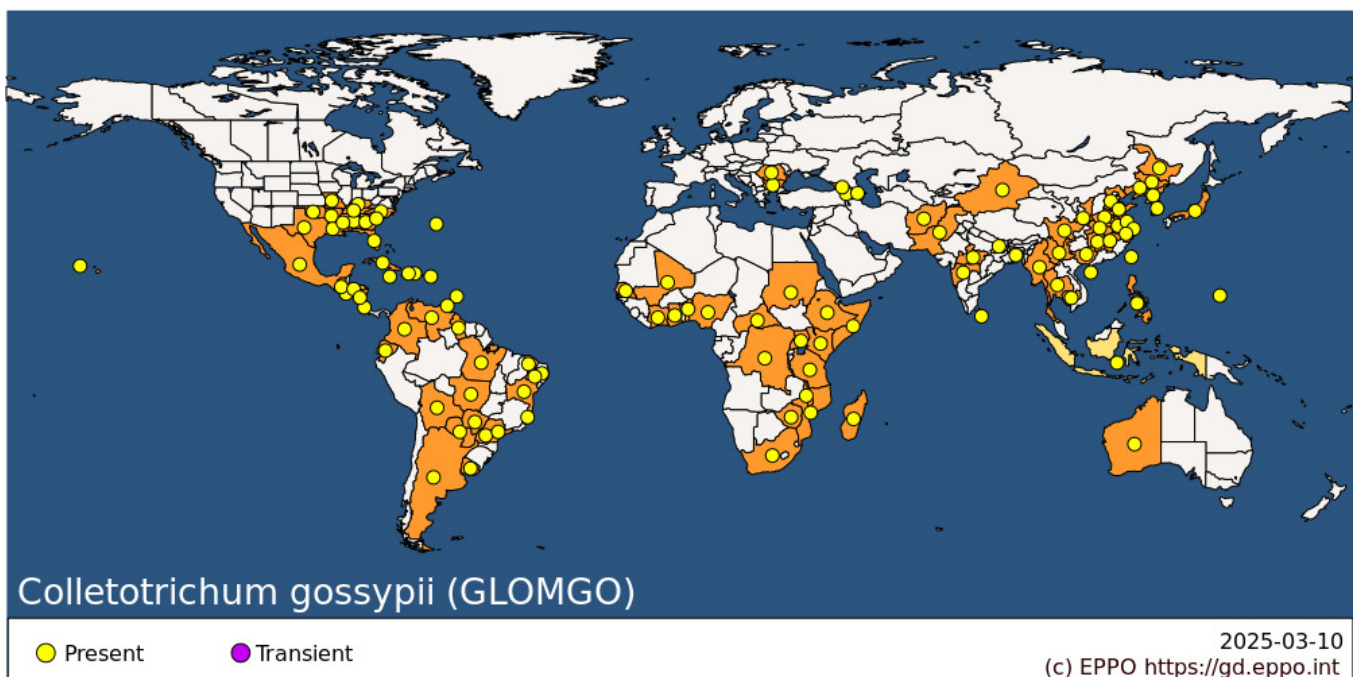 Colletotrichum gossypii (GLOMGO)
Present
Transient
2025-03-10
(c) EPPO https://gd.eppo.int